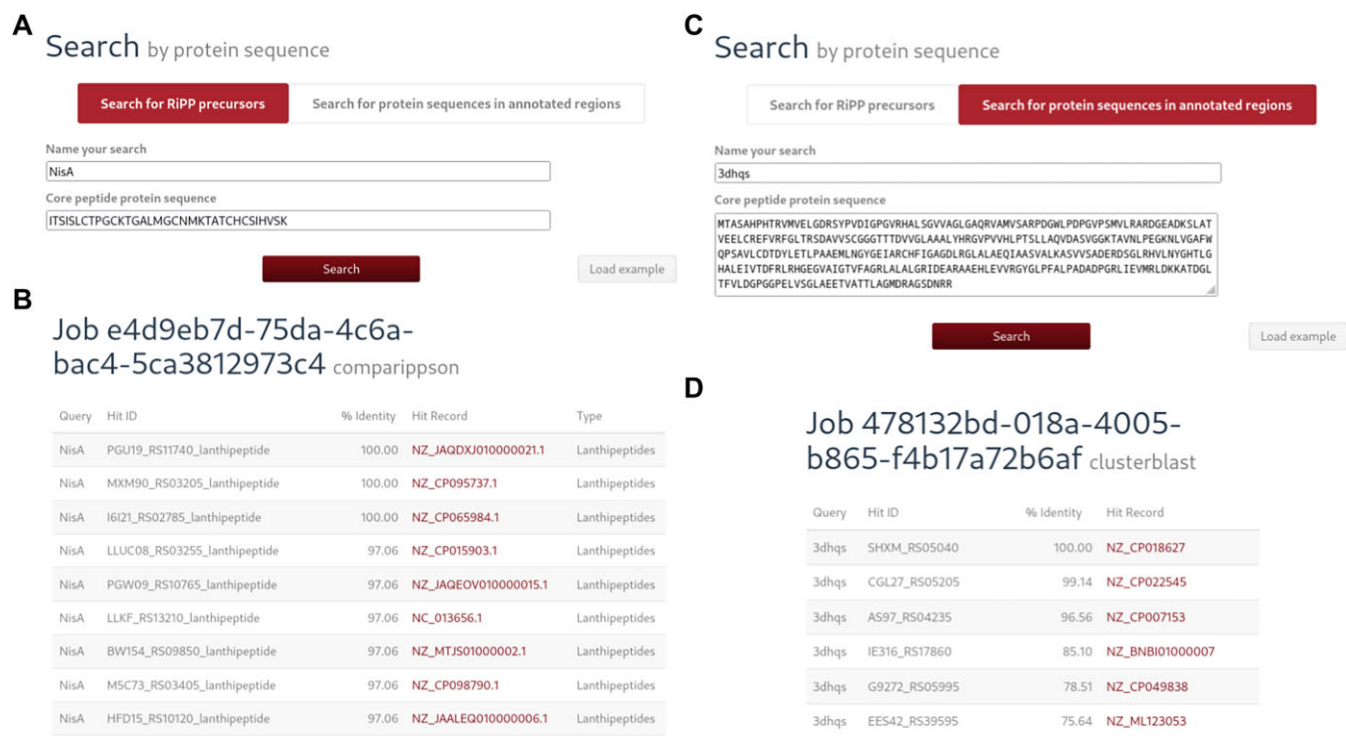 A
Search by protein sequence
Search for RiPP precursors Search for protein sequences in annotated regions
Name your search
NisA
Core peptide protein sequence
ITSISLCTPGCKTGALMGCNMKTATCHCSIHVSK
Search Load example
B
Job e4d9eb7d-75da-4c6a-
bac4-5ca3812973c4 comparippson
Query Hit ID % Identity Hit Record Type
NisA PGU19_RS11740_lanthipeptide 100.00 NZ_JAQDXJ010000021.1 Lanthipeptides
NisA MXM90_RS03205_lanthipeptide 100.00 NZ_CP095737.1 Lanthipeptides
NisA I6I21_RS02785_lanthipeptide 100.00 NZ_CP065984.1 Lanthipeptides
NisA LLUC08_RS03255_lanthipeptide 97.06 NZ_CP015903.1 Lanthipeptides
NisA PGW09_RS10765_lanthipeptide 97.06 NZ_JAQEOV010000015.1 Lanthipeptides
NisA LLKF_RS13210_lanthipeptide 97.06 NC_013656.1 Lanthipeptides
NisA BW154_RS09850_lanthipeptide 97.06 NZ_MTJS01000002.1 Lanthipeptides
NisA M5C73_RS03405_lanthipeptide 97.06 NZ_CP098790.1 Lanthipeptides
NisA HFD15_RS10120_lanthipeptide 97.06 NZ_JAALEQ010000006.1 Lanthipeptides
C
Search by protein sequence
Search for RiPP precursors Search for protein sequences in annotated regions
Name your search
3dhqs
Core peptide protein sequence
MTASAHPHTRVMVELGDRSYPVDIGPGVRHALSGVVAGLGAQRVAMVSARPDGWLPDPGVPSMVLRARDGEADKSLAT
VEELCREFVRFGLTRSDAVVSCGGGTTTDVVGLAAALYHRGVPVVHLPTSLLAQVDASVGGKTAVNLPEGKNLVGAFW
QPSAVLCDTDYLETLPAAEMLNGYGEIARCHFIGAGDLRGLALAEQIAASVALKASVVSADERDSGLRHVLNYGHTLG
HALEIVTDFRLRHGEGVAIGTVFAGRLALALGRIDEARAAEHLEVVRGYGLPFALPADADPGRLIEVMRLDKKATDGL
TFVLDGPGGPELVSGLAEETVATTLAGMDRAGSDNRR
Search Load example
D
Job 478132bd-018a-4005-
b865-f4b17a72b6af clusterblast
Query Hit ID % Identity Hit Record
3dhqs SHXM_RS05040 100.00 NZ_CP018627
3dhqs CGL27_RS05205 99.14 NZ_CP022545
3dhqs AS97_RS04235 96.56 NZ_CP007153
3dhqs IE316_RS17860 85.10 NZ_BNBI01000007
3dhqs G9272_RS05995 78.51 NZ_CP049838
3dhqs EES42_RS39595 75.64 NZ_ML123053